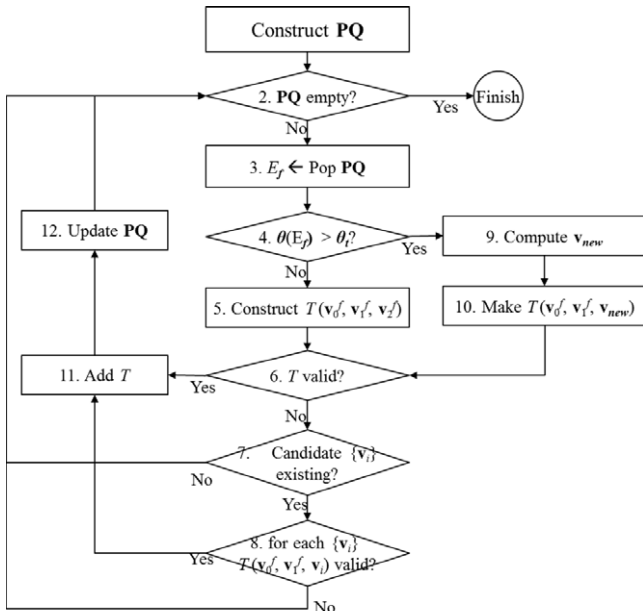 Construct PQ
2. PQ empty?
Yes
Finish
No
3. E_f ← Pop PQ
12. Update PQ
4. θ(E_f) > θ_t?
Yes
9. Compute v_new
No
5. Construct T(v_0^f, v_1^f, v_2^f)
10. Make T(v_0^f, v_1^f, v_new)
11. Add T
Yes
6. T valid?
No
7. Candidate {v_i}
existing?
No
Yes
8. for each {v_i}
Yes
T(v_0^f, v_1^f, v_i) valid?
No